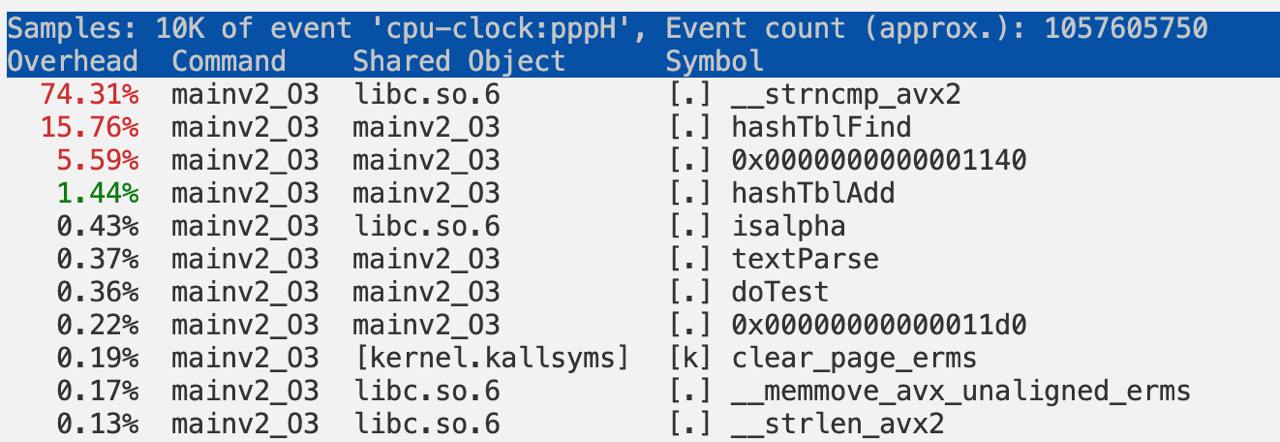 Samples: 10K of event 'cpu-clock:pppH', Event count (approx.): 1057605750
Overhead  Command    Shared Object      Symbol
74.31%  mainv2_O3  libc.so.6          [.] __strncmp_avx2
15.76%  mainv2_O3  mainv2_O3          [.] hashTblFind
5.59%  mainv2_O3  mainv2_O3          [.] 0x0000000000001140
1.44%  mainv2_O3  mainv2_O3          [.] hashTblAdd
0.43%  mainv2_O3  libc.so.6          [.] isalpha
0.37%  mainv2_O3  mainv2_O3          [.] textParse
0.36%  mainv2_O3  mainv2_O3          [.] doTest
0.22%  mainv2_O3  mainv2_O3          [.] 0x00000000000011d0
0.19%  mainv2_O3  [kernel.kallsyms]  [k] clear_page_erms
0.17%  mainv2_O3  libc.so.6          [.] __memmove_avx_unaligned_erms
0.13%  mainv2_O3  libc.so.6          [.] __strlen_avx2